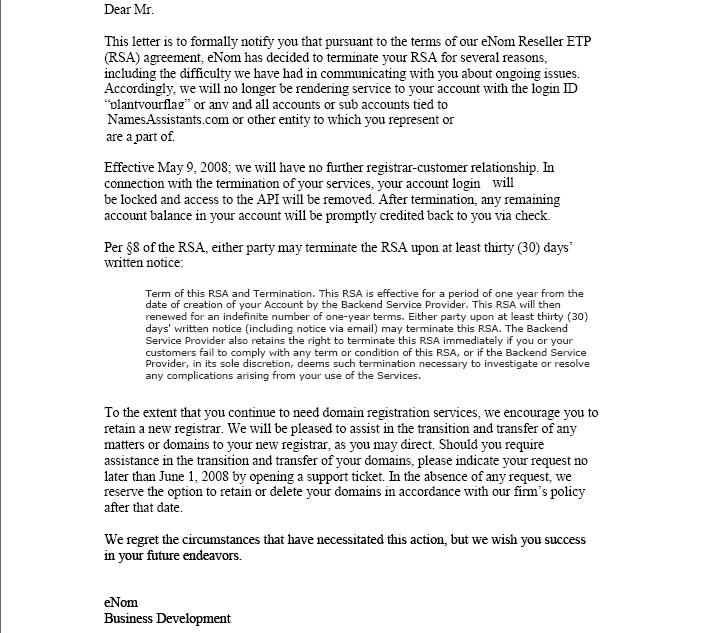 Dear Mr.
This letter is to formally notify you that pursuant to the terms of our eNom Reseller ETP
(RSA) agreement, eNom has decided to terminate your RSA for several reasons,
including the difficulty we have had in communicating with you about ongoing issues.
Accordingly, we will no longer be rendering service to your account with the login ID
“plantyourflag” or any and all accounts or sub accounts tied to
NamesAssistants.com or other entity to which you represent or
are a part of.
Effective May 9, 2008; we will have no further registrar-customer relationship. In
connection with the termination of your services, your account login will
be locked and access to the API will be removed. After termination, any remaining
account balance in your account will be promptly credited back to you via check.
Per §8 of the RSA, either party may terminate the RSA upon at least thirty (30) days’
written notice:
Term of this RSA and Termination. This RSA is effective for a period of one year from the
date of creation of your Account by the Backend Service Provider. This RSA will then
renewed for an indefinite number of one-year terms. Either party upon at least thirty (30)
days' written notice (including notice via email) may terminate this RSA. The Backend
Service Provider also retains the right to terminate this RSA immediately if you or your
customers fail to comply with any term or condition of this RSA, or if the Backend Service
Provider, in its sole discretion, deems such termination necessary to investigate or resolve
any complications arising from your use of the Services.
To the extent that you continue to need domain registration services, we encourage you to
retain a new registrar. We will be pleased to assist in the transition and transfer of any
matters or domains to your new registrar, as you may direct. Should you require
assistance in the transition and transfer of your domains, please indicate your request no
later than June 1, 2008 by opening a support ticket. In the absence of any request, we
reserve the option to retain or delete your domains in accordance with our firm’s policy
after that date.
We regret the circumstances that have necessitated this action, but we wish you success
in your future endeavors.
eNom
Business Development